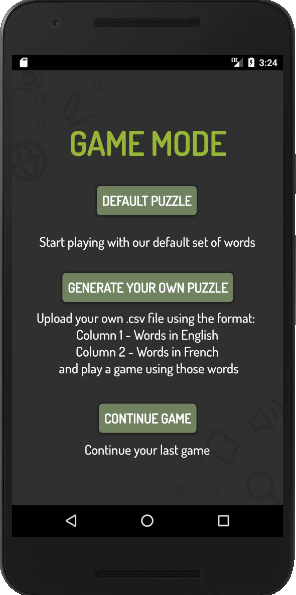 3:24
GAME MODE
DEFAULT PUZZLE
Start playing with our default set of words
GENERATE YOUR OWN PUZZLE
Upload your own .csv file using the format:
Column 1 - Words in English
Column 2 - Words in French
and play a game using those words
CONTINUE GAME
Continue your last game